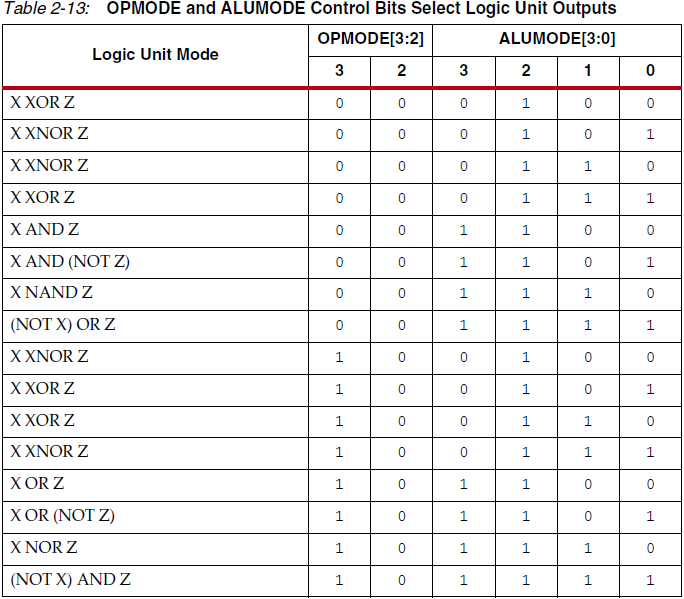 Table 2-13: OPMODE and ALUMODE Control Bits Select Logic Unit Outputs
Logic Unit Mode OPMODE[3:2] ALUMODE[3:0]
3 2 3 2 1 0
X XOR Z 0 0 0 1 0 0
X XNOR Z 0 0 0 1 0 1
X XNOR Z 0 0 0 1 1 0
X XOR Z 0 0 0 1 1 1
X AND Z 0 0 1 1 0 0
X AND (NOT Z) 0 0 1 1 0 1
X NAND Z 0 0 1 1 1 0
(NOT X) OR Z 0 0 1 1 1 1
X XNOR Z 1 0 0 1 0 0
X XOR Z 1 0 0 1 0 1
X XOR Z 1 0 0 1 1 0
X XNOR Z 1 0 0 1 1 1
X OR Z 1 0 1 1 0 0
X OR (NOT Z) 1 0 1 1 0 1
X NOR Z 1 0 1 1 1 0
(NOT X) AND Z 1 0 1 1 1 1